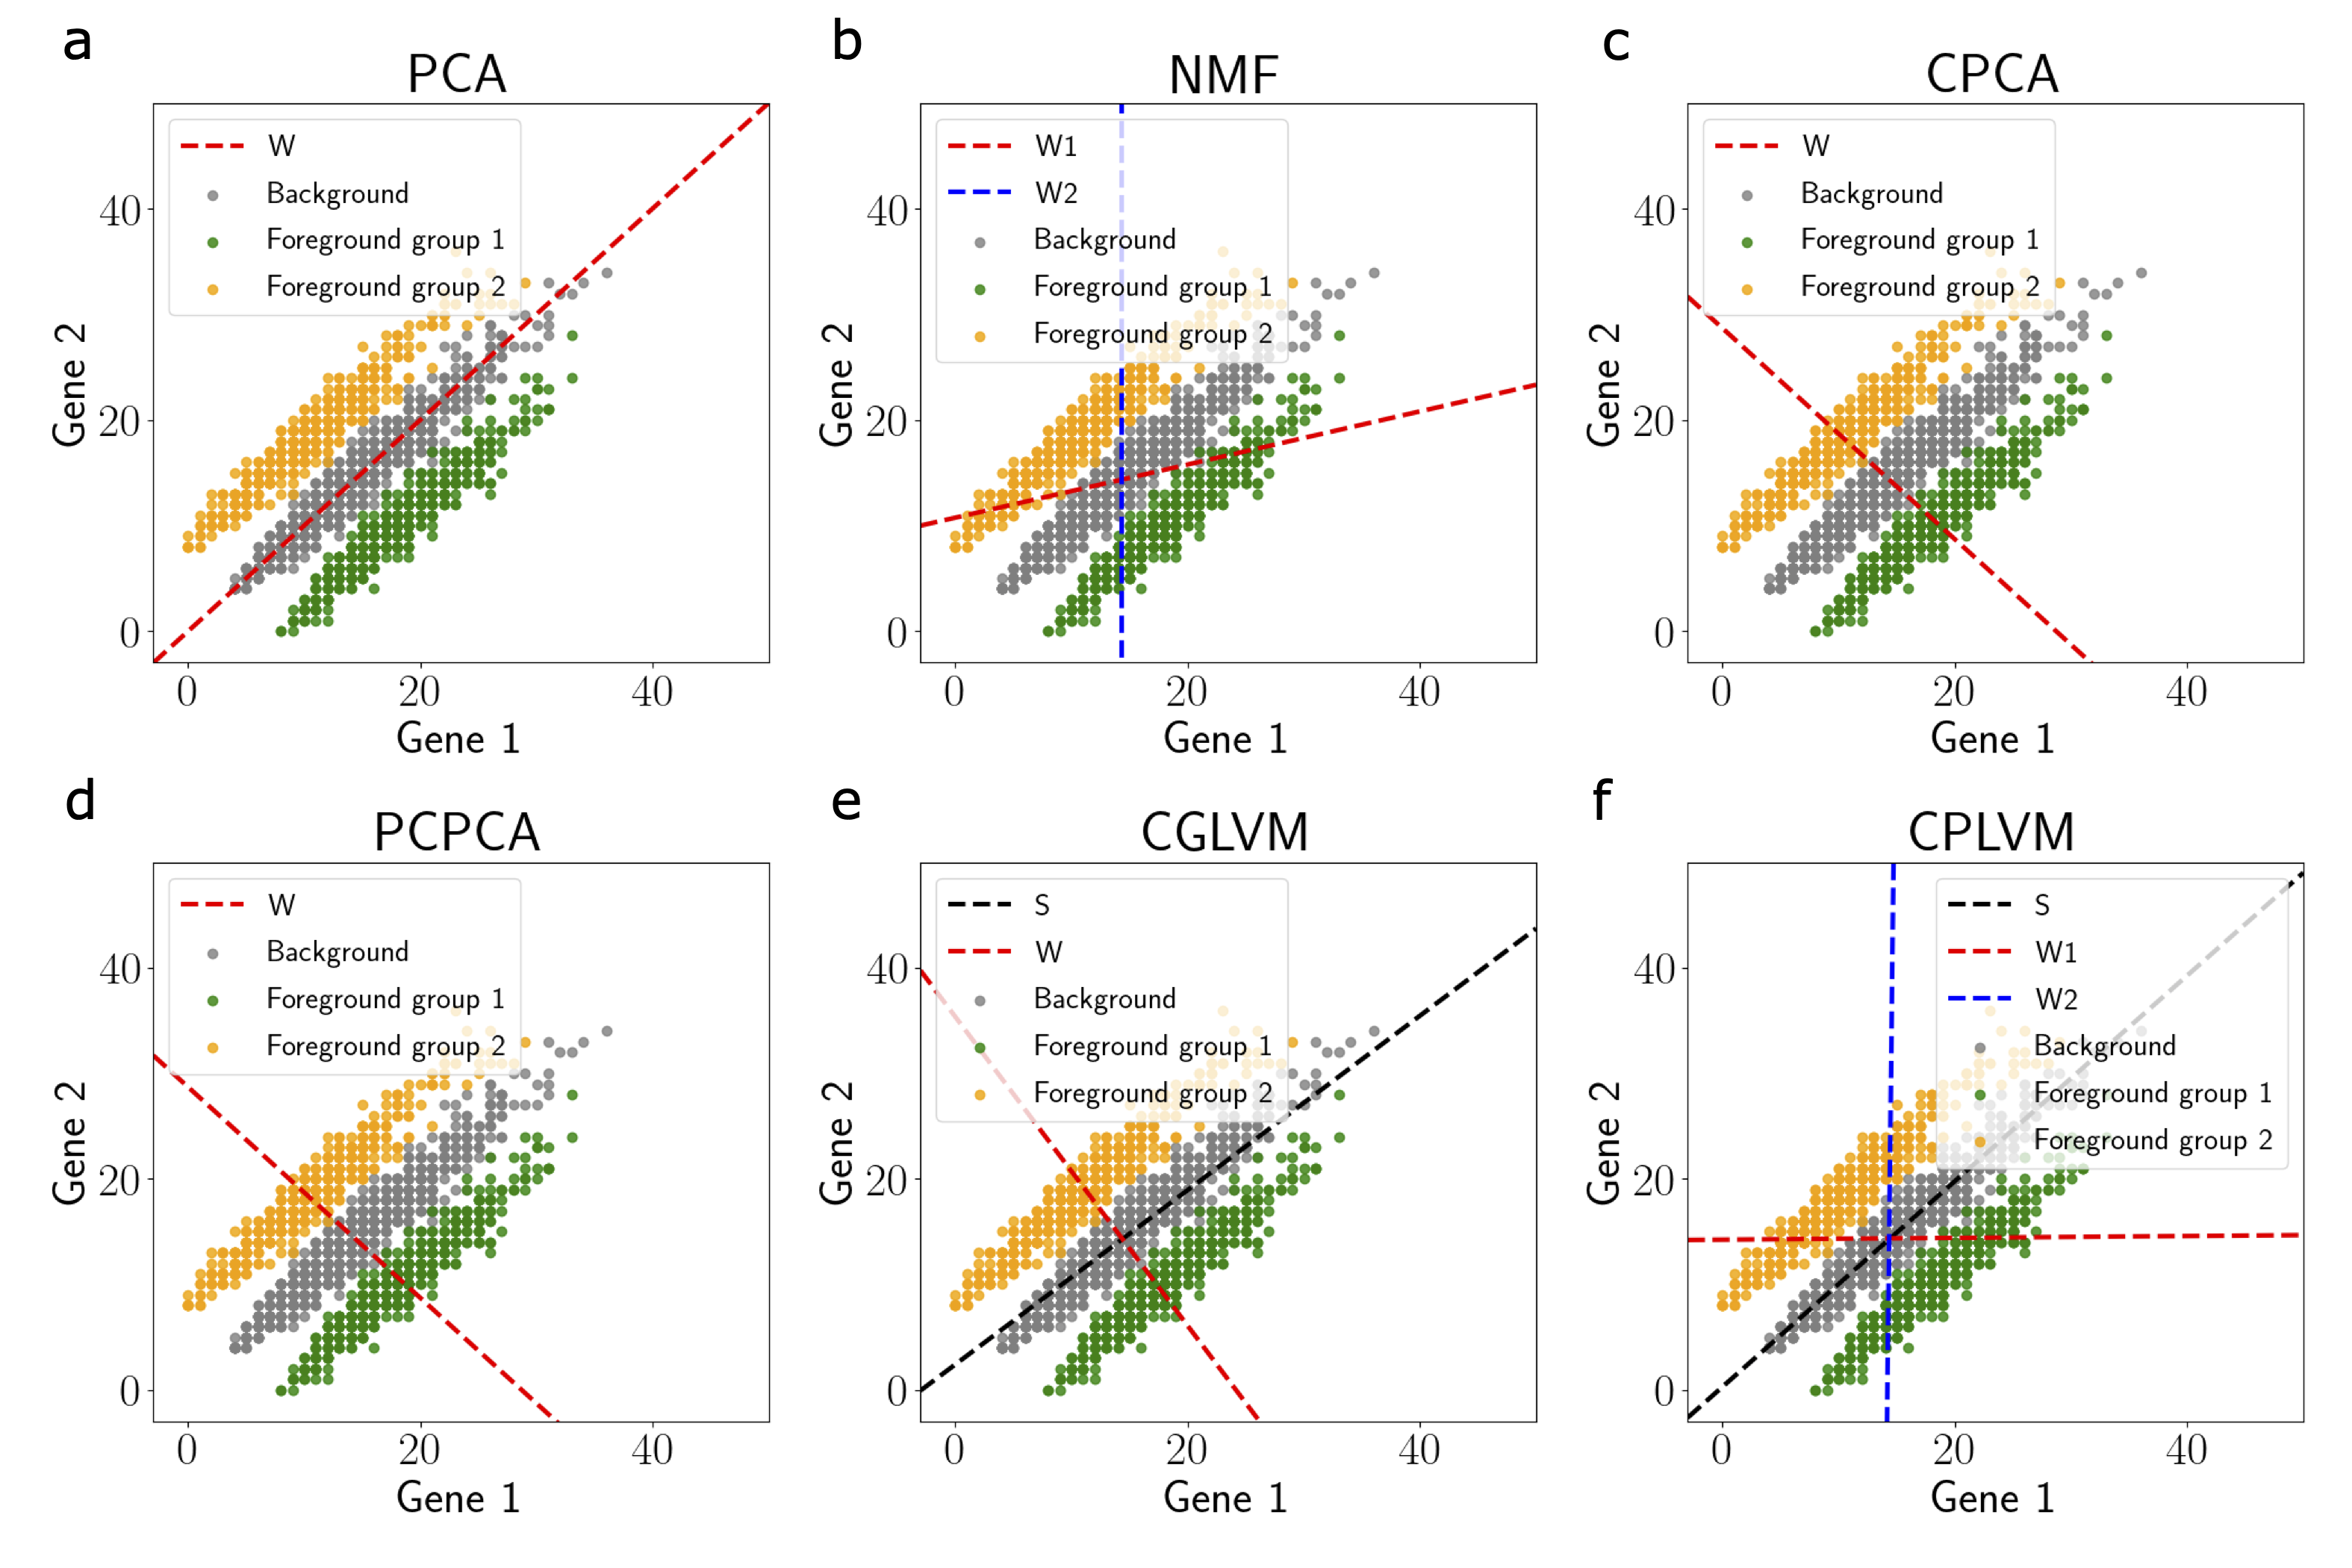 a
PCA
W
Background
Foreground group 1
Foreground group 2
40
20
0
Gene 2
0 20 40
Gene 1
b
NMF
W1
W2
Background
Foreground group 1
Foreground group 2
40
20
0
Gene 2
0 20 40
Gene 1
c
CPCA
W
Background
Foreground group 1
Foreground group 2
40
20
0
Gene 2
0 20 40
Gene 1
d
PCPCA
W
Background
Foreground group 1
Foreground group 2
40
20
0
Gene 2
0 20 40
Gene 1
e
CGLVM
S
W
Background
Foreground group 1
Foreground group 2
40
20
0
Gene 2
0 20 40
Gene 1
f
CPLVM
S
W1
W2
Background
Foreground group 1
Foreground group 2
40
20
0
Gene 2
0 20 40
Gene 1